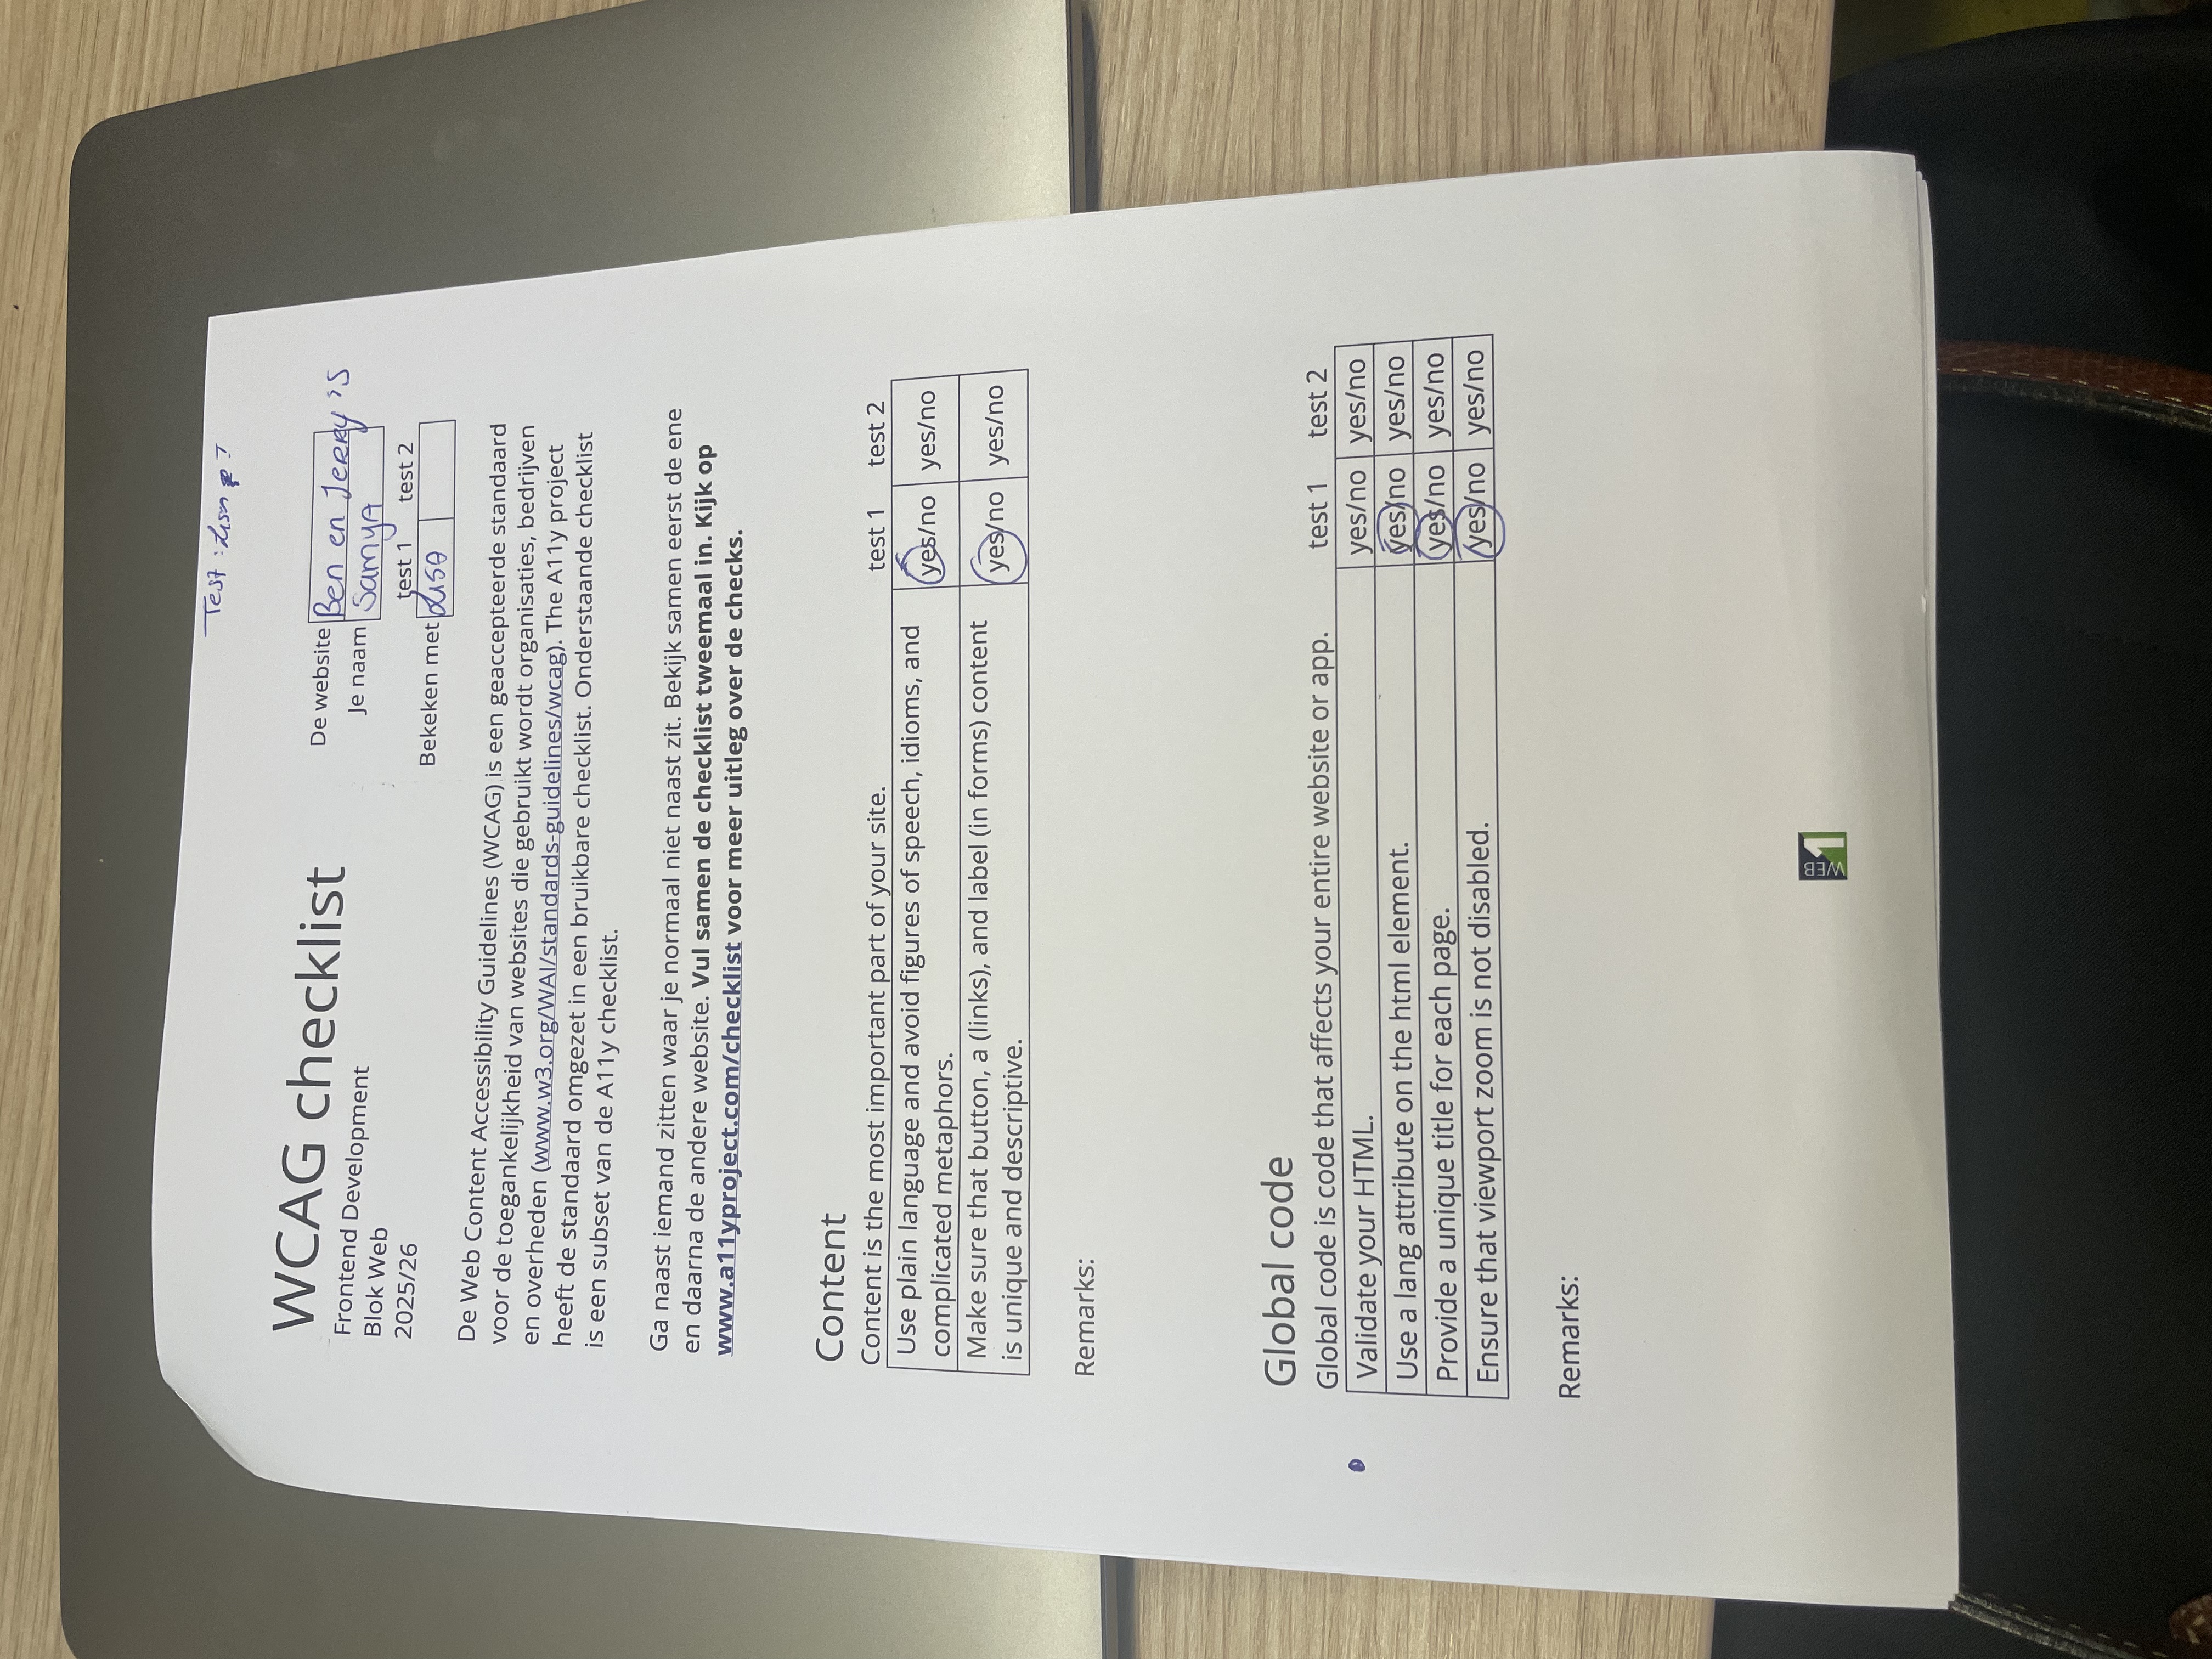 Test : Lisa
WCAG checklist
Frontend Development
Blok Web
2025/26
De website Ben en Jerry's
Je naam Samya
test 1 test 2
Bekeken met Lisa
De Web Content Accessibility Guidelines (WCAG) is een geaccepteerde standaard
voor de toegankelijkheid van websites die gebruikt wordt organisaties, bedrijven
en overheden (www.w3.org/WAI/standards-guidelines/wcag). The A11y project
heeft de standaard omgezet in een bruikbare checklist. Onderstaande checklist
is een subset van de A11y checklist.
Ga naast iemand zitten waar je normaal niet naast zit. Bekijk samen eerst de ene
en daarna de andere website. Vul samen de checklist tweemaal in. Kijk op
www.a11yproject.com/checklist voor meer uitleg over de checks.
Content
Content is the most important part of your site. test 1 test 2
Use plain language and avoid figures of speech, idioms, and
complicated metaphors. yes/no yes/no
Make sure that button, a (links), and label (in forms) content
is unique and descriptive. yes/no yes/no
Remarks:
Global code
Global code is code that affects your entire website or app. test 1 test 2
Validate your HTML. yes/no yes/no
Use a lang attribute on the html element. yes/no yes/no
Provide a unique title for each page. yes/no yes/no
Ensure that viewport zoom is not disabled. yes/no yes/no
Remarks:
WEB 1